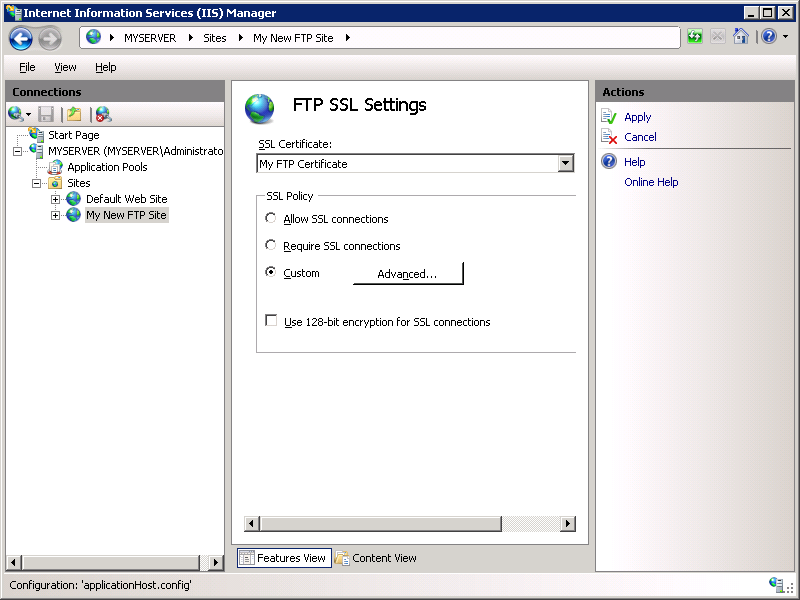 Internet Information Services (IIS) Manager
MYSERVER Sites My New FTP Site
File View Help
Connections
Start Page
MYSERVER (MYSERVER\Administrato
Application Pools
Sites
Default Web Site
My New FTP Site
FTP SSL Settings
SSL Certificate:
My FTP Certificate
SSL Policy
Allow SSL connections
Require SSL connections
Custom Advanced...
Use 128-bit encryption for SSL connections
Features View Content View
Actions
Apply
Cancel
Help
Online Help
Configuration: 'applicationHost.config'